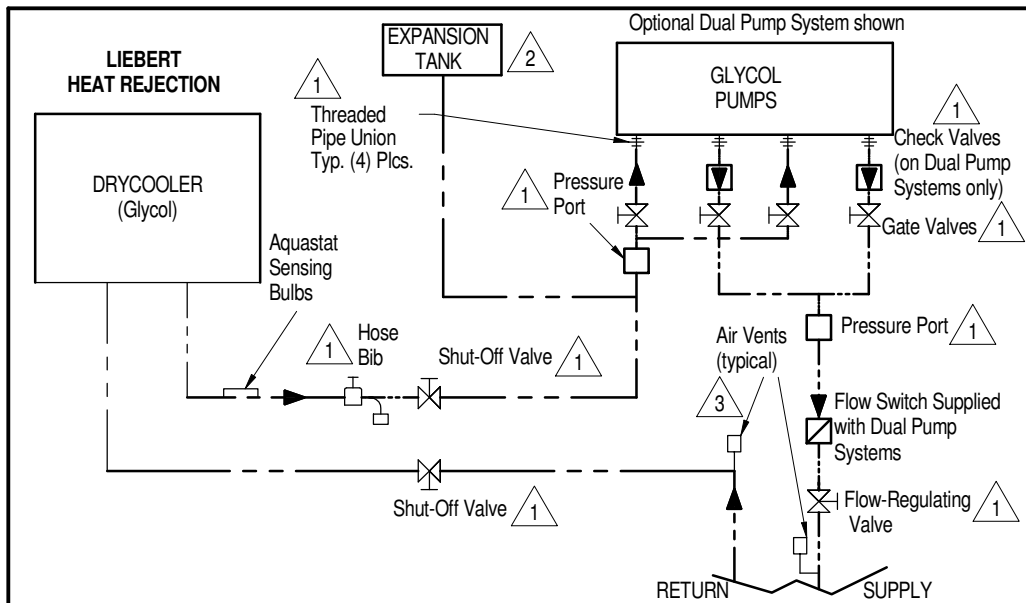 Optional Dual Pump System shown
LIEBERT
HEAT REJECTION
EXPANSION
TANK
2
GLYCOL
PUMPS
1
Threaded
Pipe Union
Typ. (4) Plcs.
1
Check Valves
(on Dual Pump
Systems only)
DRYCOOLER
(Glycol)
1
Pressure
Port
Gate Valves
1
Aquastat
Sensing
Bulbs
1
Hose
Bib
Shut-Off Valve
1
Air Vents
(typical)
3
Pressure Port
1
Flow Switch Supplied
with Dual Pump
Systems
Shut-Off Valve
1
Flow-Regulating
Valve
1
RETURN
SUPPLY